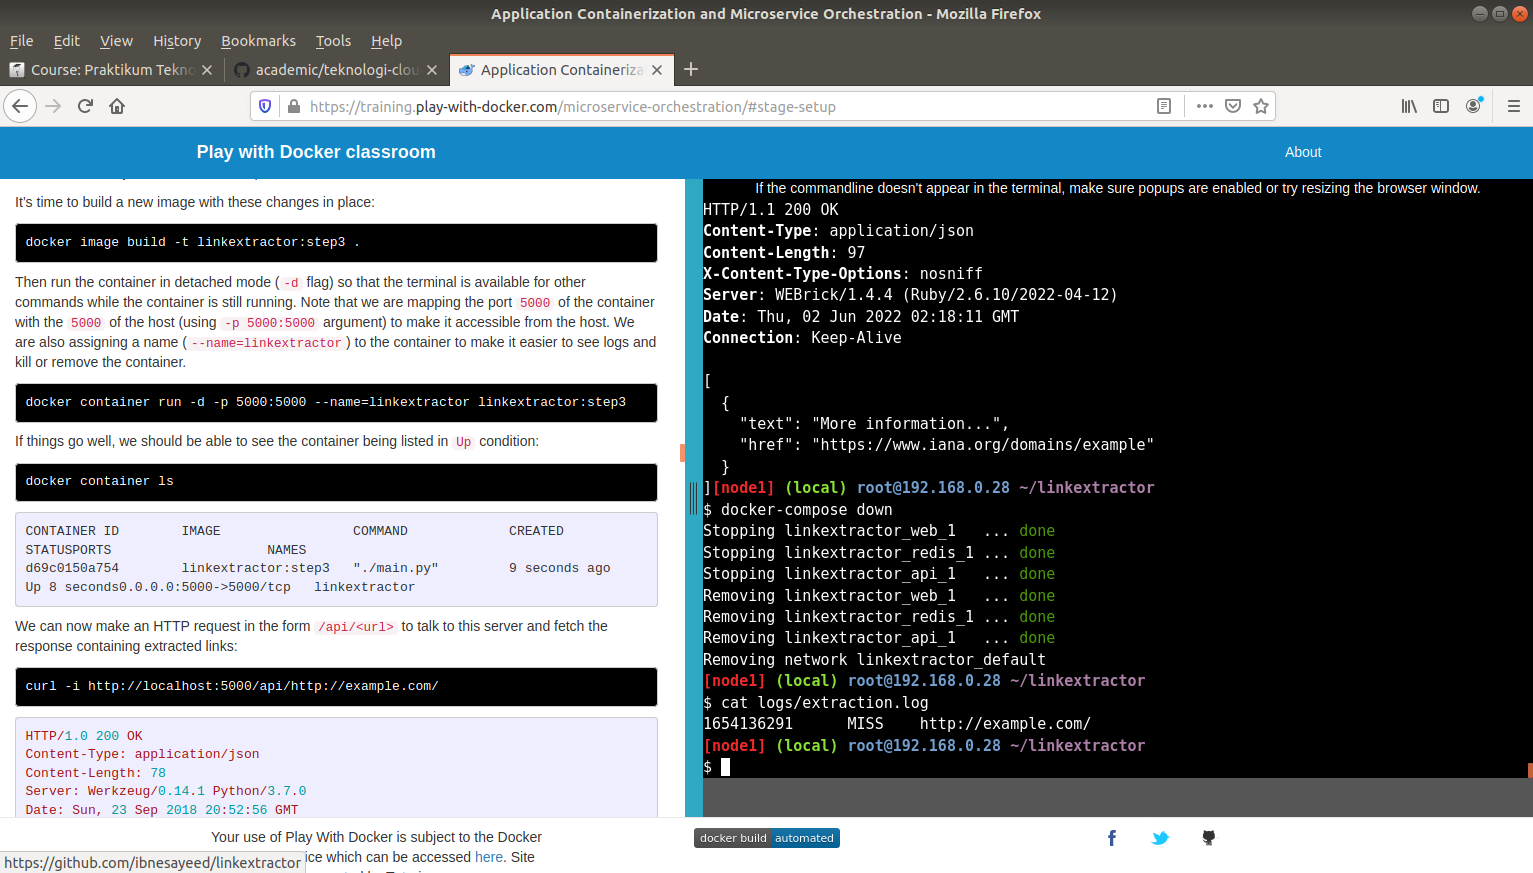 Application Containerization and Microservice Orchestration - Mozilla Firefox
File Edit View History Bookmarks Tools Help
Course: Praktikum Tekno
academic/teknologi-clou
Application Containeriza
https://training.play-with-docker.com/microservice-orchestration/#stage-setup
Play with Docker classroom
About
It's time to build a new image with these changes in place:
docker image build -t linkextractor:step3 .
Then run the container in detached mode ( -d flag) so that the terminal is available for other
commands while the container is still running. Note that we are mapping the port 5000 of the container
with the 5000 of the host (using -p 5000:5000 argument) to make it accessible from the host. We
are also assigning a name ( --name=linkextractor ) to the container to make it easier to see logs and
kill or remove the container.
docker container run -d -p 5000:5000 --name=linkextractor linkextractor:step3
If things go well, we should be able to see the container being listed in Up condition:
docker container ls
CONTAINER ID IMAGE COMMAND CREATED
STATUSPORTS NAMES
d69c0150a754 linkextractor:step3 "./main.py" 9 seconds ago
Up 8 seconds0.0.0.0:5000->5000/tcp linkextractor
We can now make an HTTP request in the form /api/<url> to talk to this server and fetch the
response containing extracted links:
curl -i http://localhost:5000/api/http://example.com/
HTTP/1.0 200 OK
Content-Type: application/json
Content-Length: 78
Server: Werkzeug/0.14.1 Python/3.7.0
Date: Sun, 23 Sep 2018 20:52:56 GMT
If the commandline doesn't appear in the terminal, make sure popups are enabled or try resizing the browser window.
HTTP/1.1 200 OK
Content-Type: application/json
Content-Length: 97
X-Content-Type-Options: nosniff
Server: WEBrick/1.4.4 (Ruby/2.6.10/2022-04-12)
Date: Thu, 02 Jun 2022 02:18:11 GMT
Connection: Keep-Alive
[
{
"text": "More information...",
"href": "https://www.iana.org/domains/example"
}
][node1] (local) root@192.168.0.28 ~/linkextractor
$ docker-compose down
Stopping linkextractor_web_1 ... done
Stopping linkextractor_redis_1 ... done
Stopping linkextractor_api_1 ... done
Removing linkextractor_web_1 ... done
Removing linkextractor_redis_1 ... done
Removing linkextractor_api_1 ... done
Removing network linkextractor_default
[node1] (local) root@192.168.0.28 ~/linkextractor
$ cat logs/extraction.log
1654136291 MISS http://example.com/
[node1] (local) root@192.168.0.28 ~/linkextractor
$
Your use of Play With Docker is subject to the Docker
ice which can be accessed here. Site
docker build automated
https://github.com/ibnesayeed/linkextractor